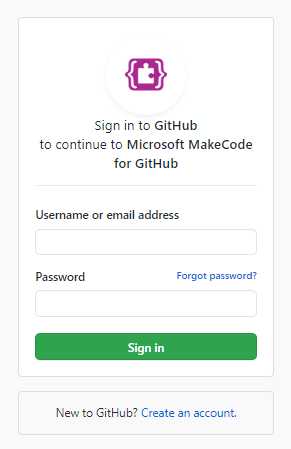 Sign in to GitHub
to continue to Microsoft MakeCode
for GitHub
Username or email address
Password Forgot password?
Sign in
New to GitHub? Create an account.